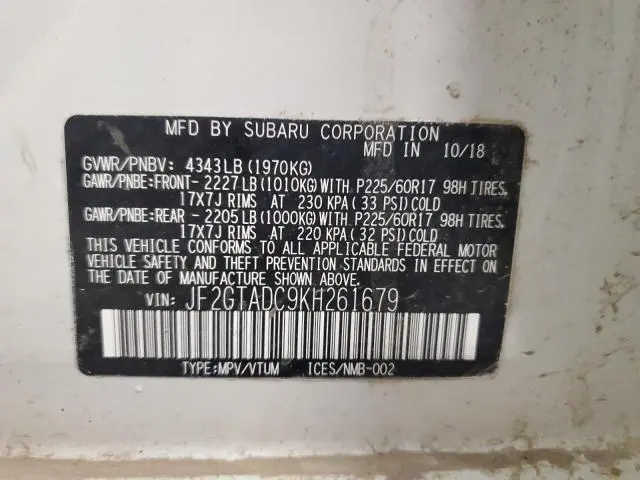 MFD BY SUBARU CORPORATION
MFD IN 10/18
GVWR/PNBV: 4343LB (1970KG)
GAWR/PNBE:FRONT- 2227LB (1010KG) WITH P225/60R17 98H TIRES,
17X7J RIMS AT 230 KPA (33 PSI) COLD
GAWR/PNBE:REAR - 2205LB (1000KG) WITH P225/60R17 98H TIRES,
17X7J RIMS AT 220 KPA (32 PSI) COLD
THIS VEHICLE CONFORMS TO ALL APPLICABLE FEDERAL MOTOR
VEHICLE SAFETY AND THEFT PREVENTION STANDARDS IN EFFECT ON
THE DATE OF MANUFACTURE SHOWN ABOVE.
VIN: JF2GTADC9KH261679
TYPE:MPV/VTUM ICES/NMB-002